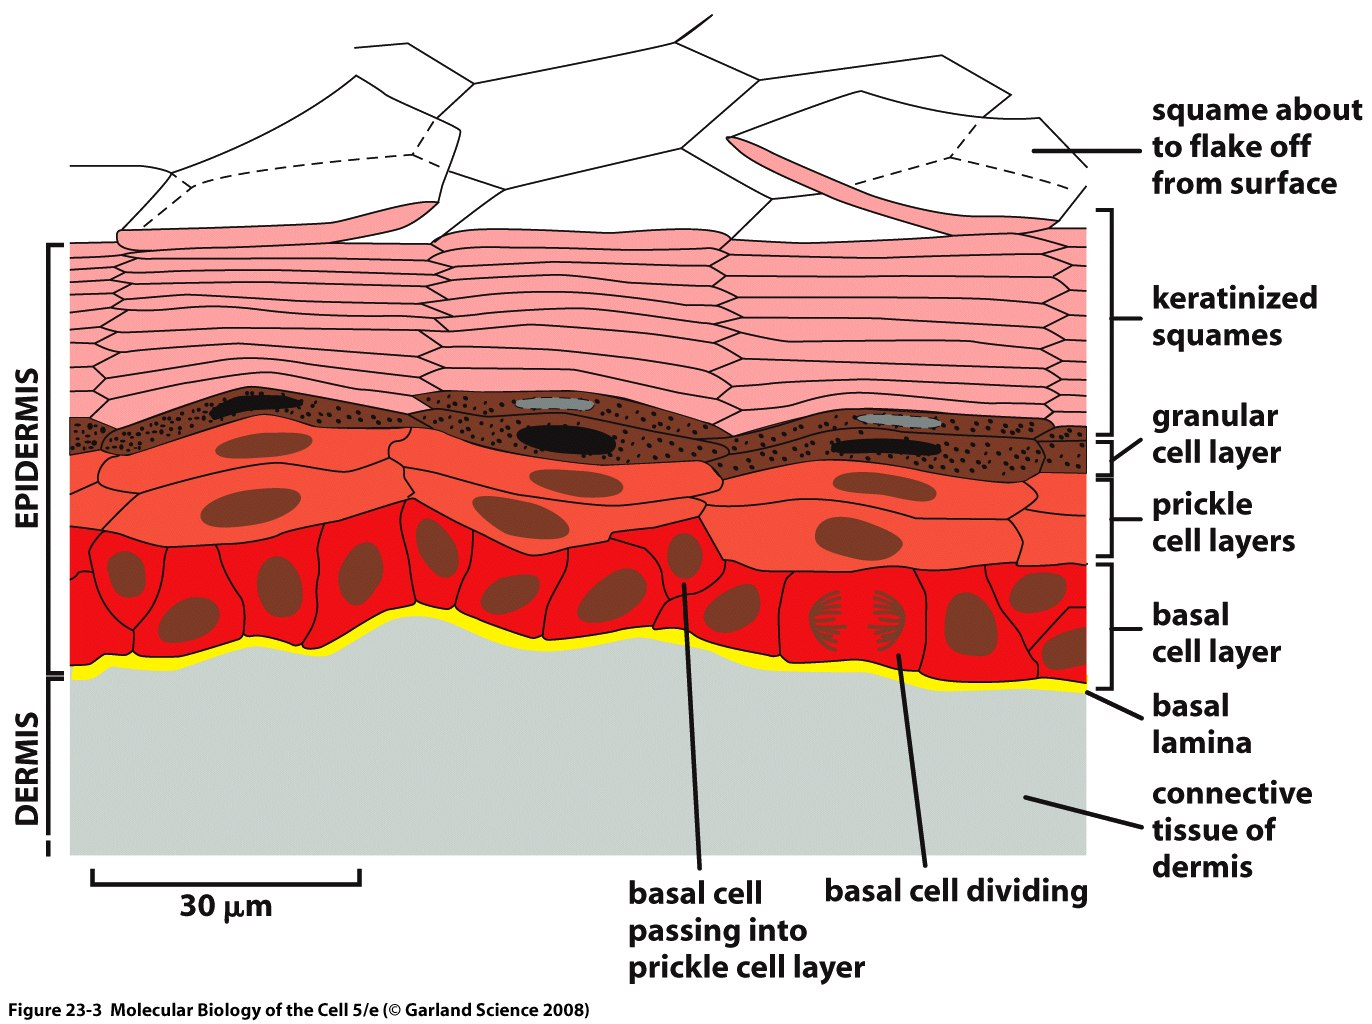 squame about
to flake off
from surface
keratinized
squames
granular
cell layer
prickle
cell layers
basal
cell layer
basal
lamina
connective
tissue of
dermis
EPIDERMIS
DERMIS
30 μm
basal cell
passing into
prickle cell layer
basal cell dividing
Figure 23-3 Molecular Biology of the Cell 5/e (© Garland Science 2008)